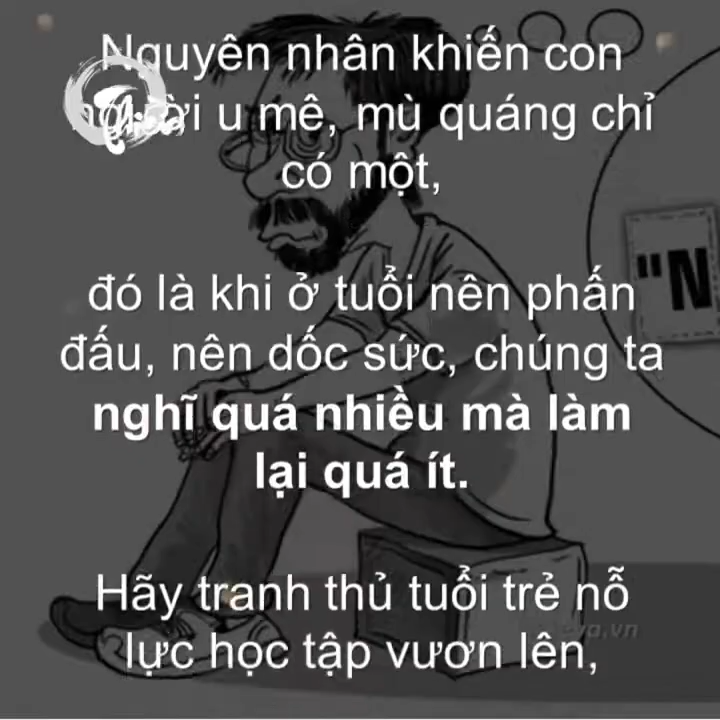 Nguyên nhân khiến con
người u mê, mù quáng chỉ
có một,
đó là khi ở tuổi nên phấn
đấu, nên dốc sức, chúng ta
nghĩ quá nhiều mà làm
lại quá ít.
Hãy tranh thủ tuổi trẻ nỗ
lực học tập vươn lên,
"N